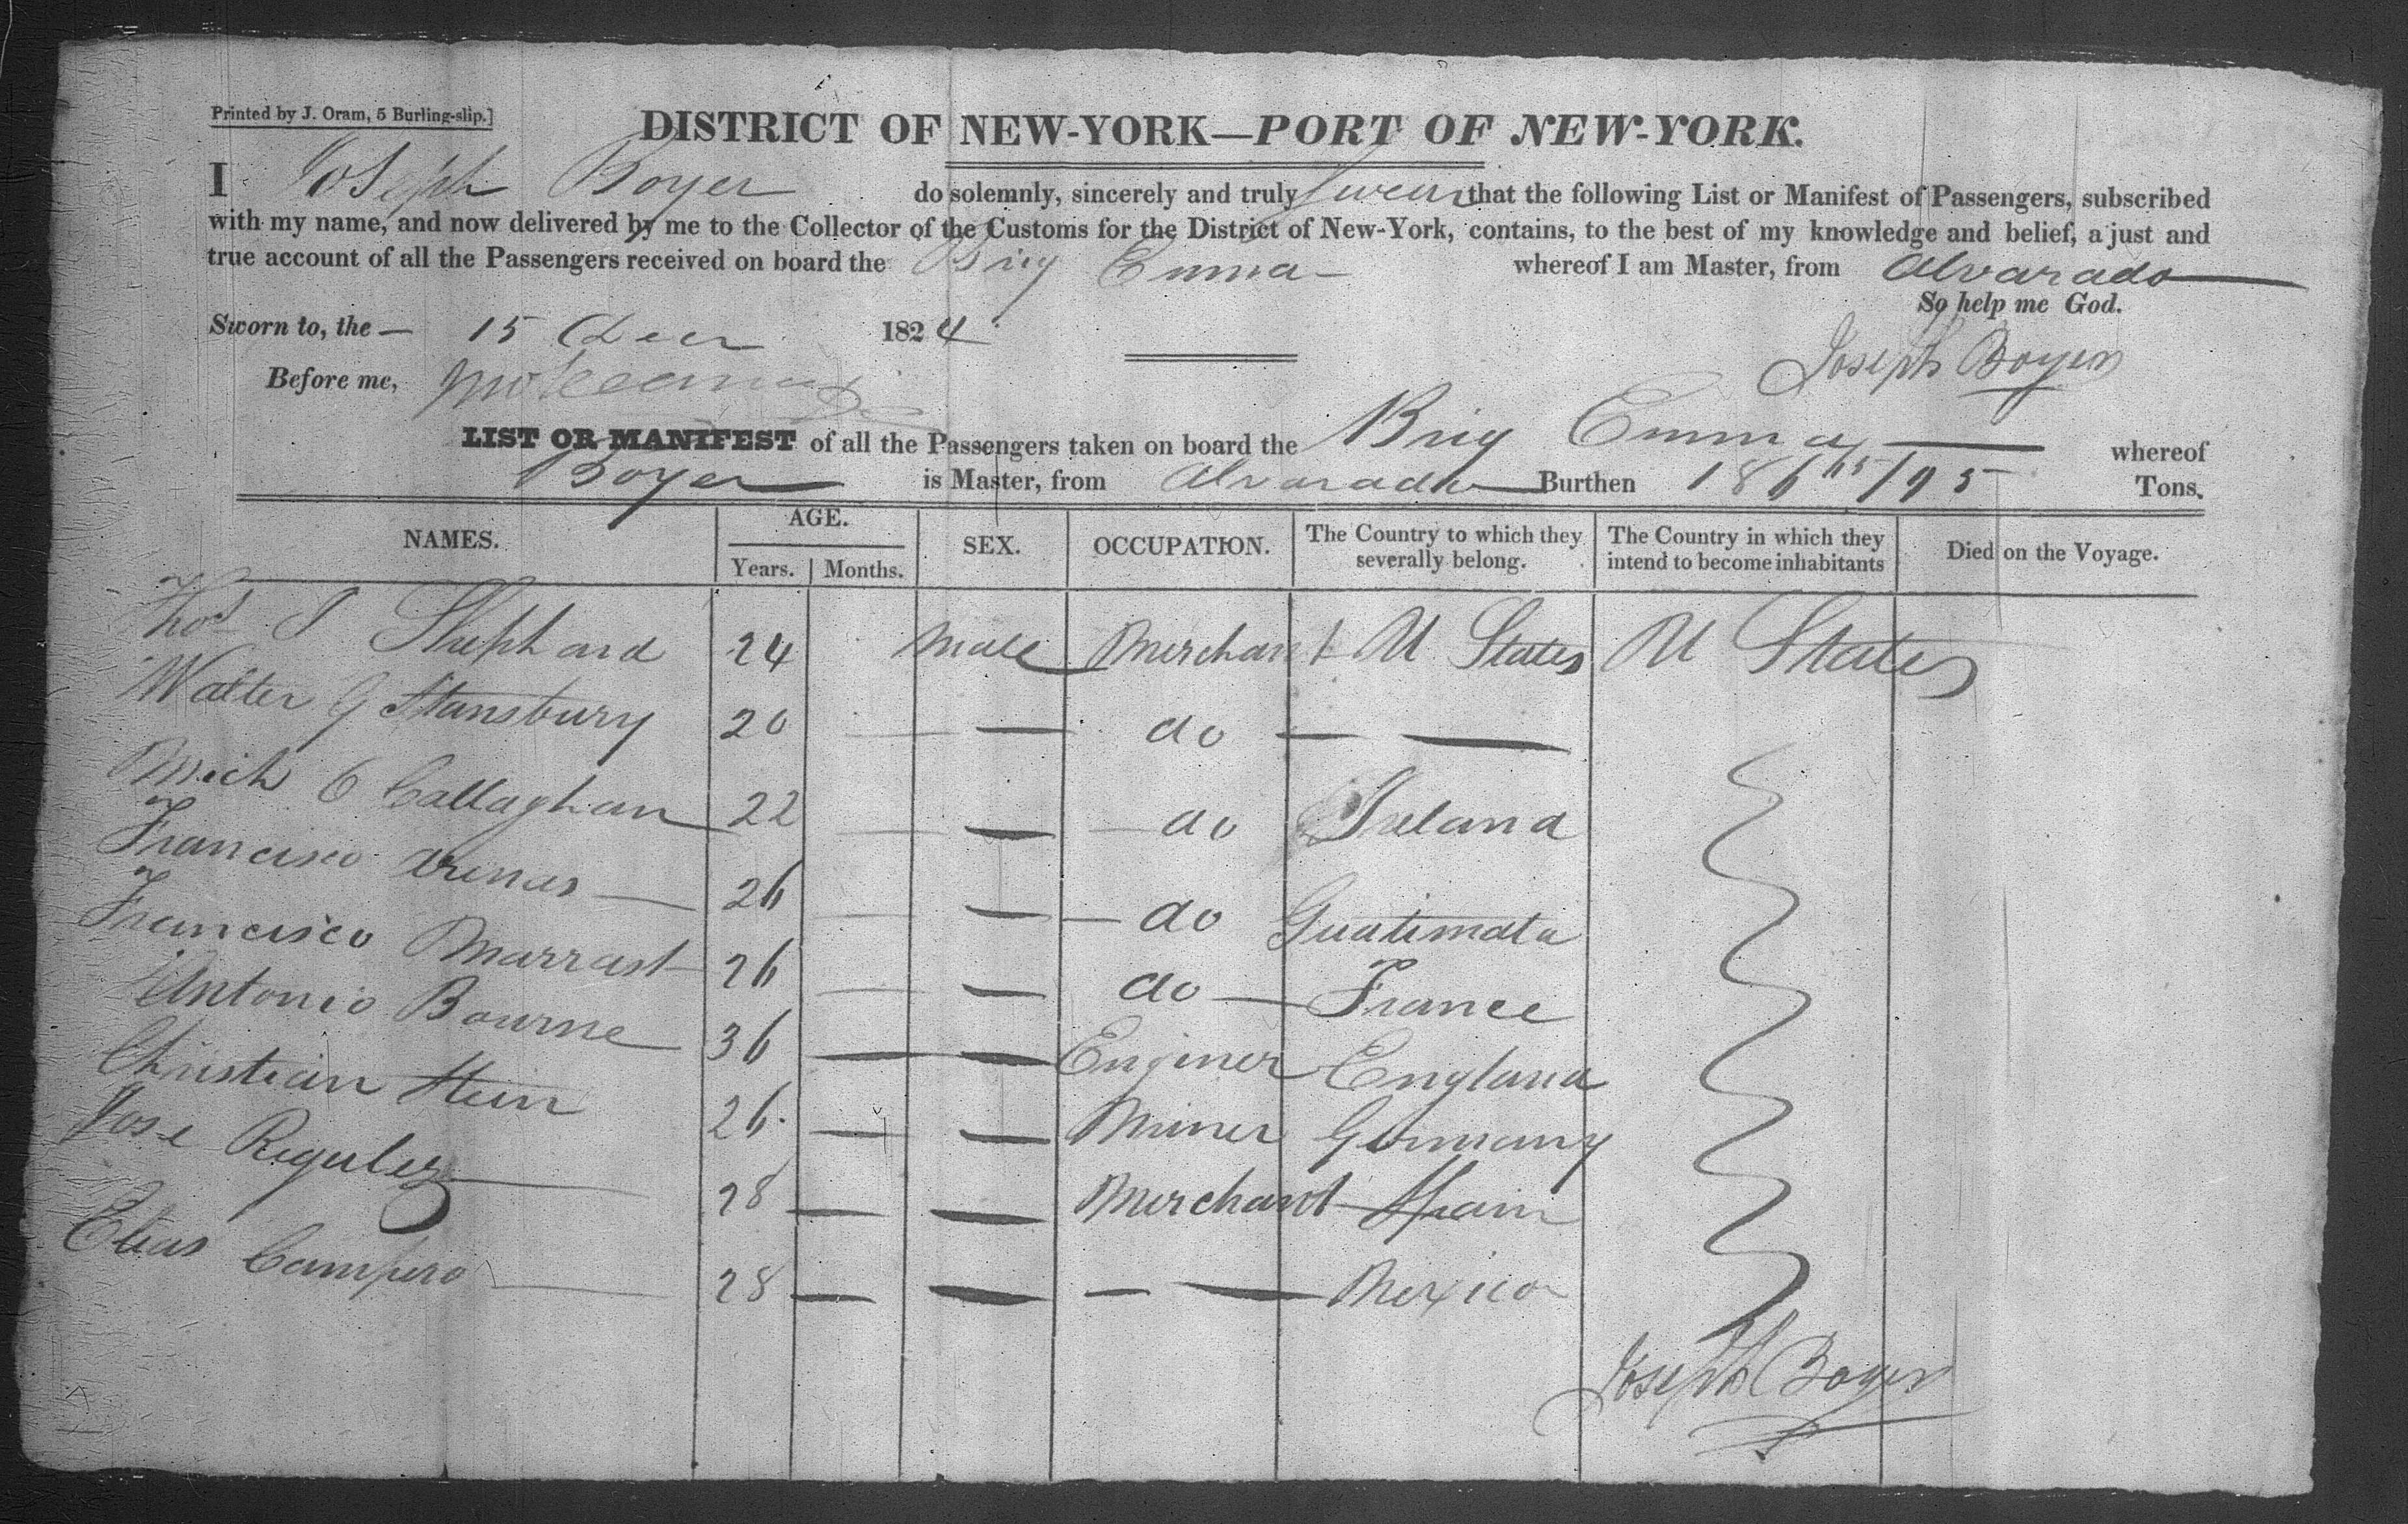 Printed by J. Oram, 5 Burling-slip.]
DISTRICT OF NEW-YORK—PORT OF NEW-YORK.
I Joseph Boyer do solemnly, sincerely and truly Swear that the following List or Manifest of Passengers, subscribed
with my name, and now delivered by me to the Collector of the Customs for the District of New-York, contains, to the best of my knowledge and belief, a just and
true account of all the Passengers received on board the Brig Emma whereof I am Master, from Alvarado
So help me God.
Sworn to, the — 15 Decr 1824
Joseph Boyer
Before me,
LIST OR MANIFEST of all the Passengers taken on board the Brig Emma whereof
Boyer is Master, from Alvarado Burthen 186 /95 Tons.
NAMES. AGE. Years. Months. SEX. OCCUPATION. The Country to which they severally belong. The Country in which they intend to become inhabitants Died on the Voyage.
Thos J Shephard 24 Male Merchant U States U States
Walter G Stansbury 20 — — do — —
Mich O Callaghan 22 — — do Ireland
Francisco Arenas 26 — — do Guatimala
Francisco Marrast 26 — — do France
Antonio Bourne 36 — — Enginer England
Christian Stein 26 — — Miner Germany
Jose Regulez 28 — — Merchant Spain
Elias Campero 28 — — — — Mexico
Joseph Boyer